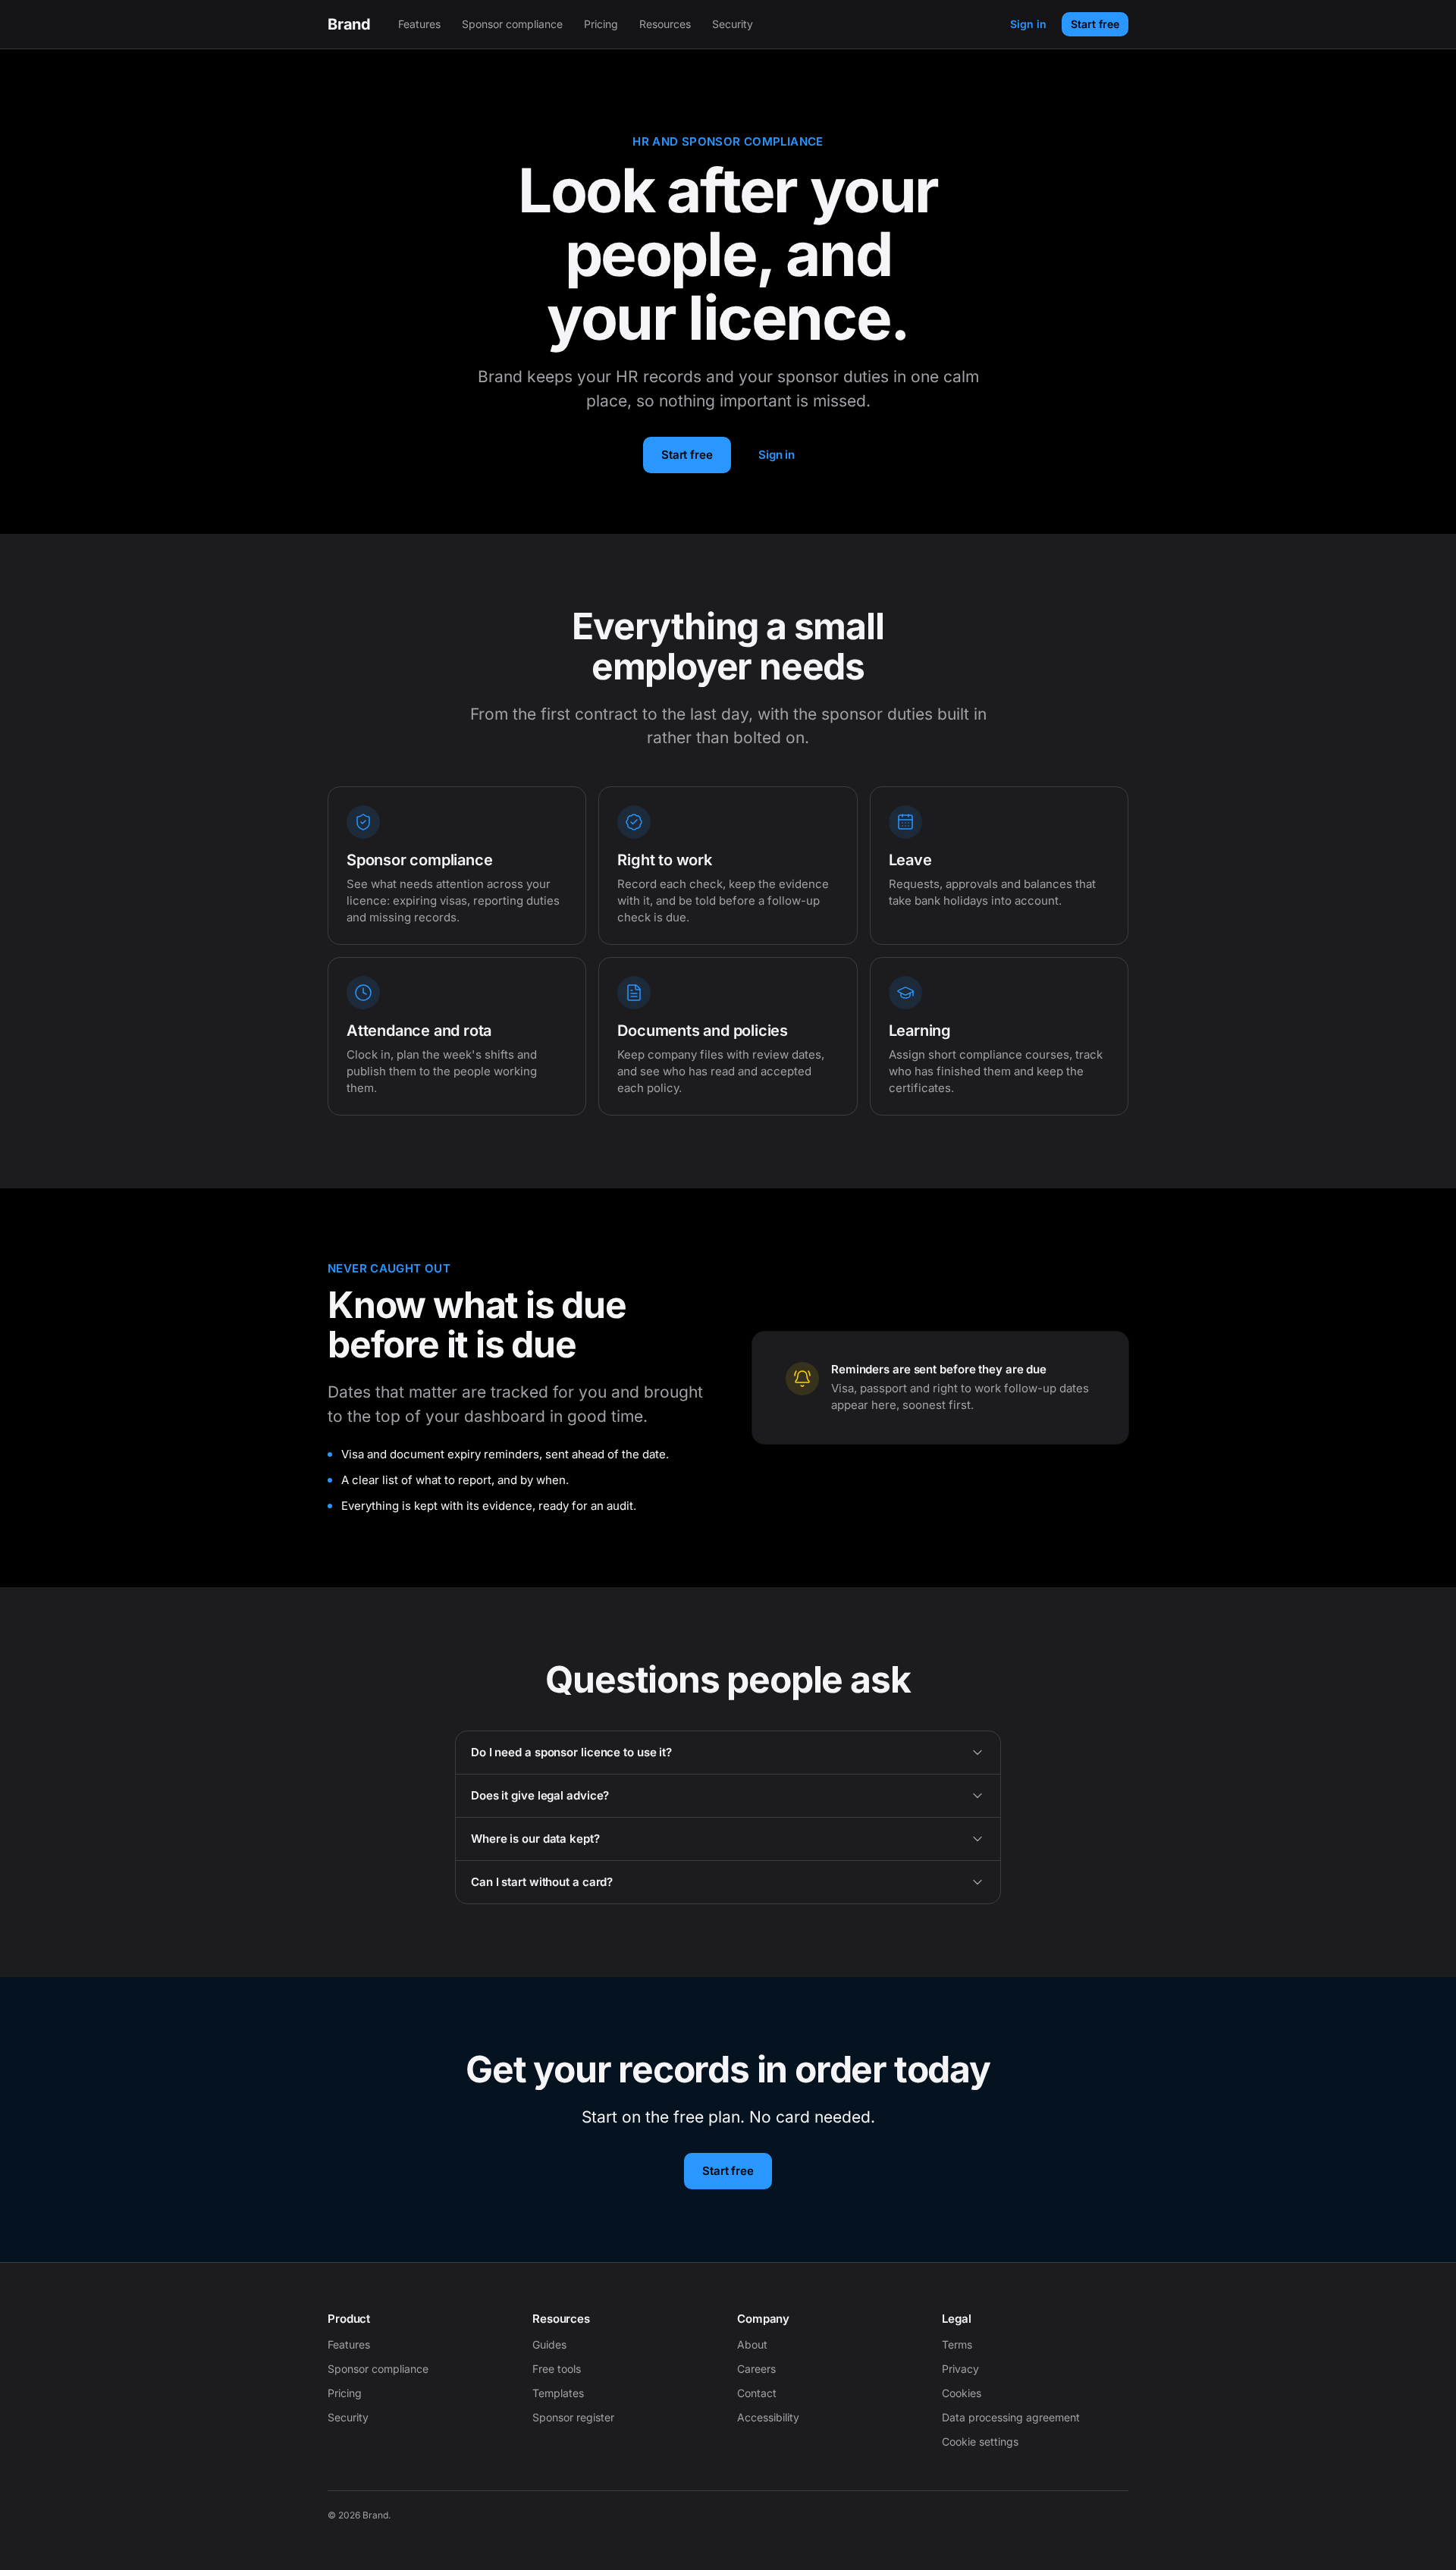 Brand
Features
Sponsor compliance
Pricing
Resources
Security
Sign in
Start free
HR AND SPONSOR COMPLIANCE
Look after your
people, and
your licence.
Brand keeps your HR records and your sponsor duties in one calm
place, so nothing important is missed.
Start free
Sign in
Everything a small
employer needs
From the first contract to the last day, with the sponsor duties built in
rather than bolted on.
Sponsor compliance
See what needs attention across your
licence: expiring visas, reporting duties
and missing records.
Right to work
Record each check, keep the evidence
with it, and be told before a follow-up
check is due.
Leave
Requests, approvals and balances that
take bank holidays into account.
Attendance and rota
Clock in, plan the week's shifts and
publish them to the people working
them.
Documents and policies
Keep company files with review dates,
and see who has read and accepted
each policy.
Learning
Assign short compliance courses, track
who has finished them and keep the
certificates.
NEVER CAUGHT OUT
Know what is due
before it is due
Dates that matter are tracked for you and brought
to the top of your dashboard in good time.
Visa and document expiry reminders, sent ahead of the date.
A clear list of what to report, and by when.
Everything is kept with its evidence, ready for an audit.
Reminders are sent before they are due
Visa, passport and right to work follow-up dates
appear here, soonest first.
Questions people ask
Do I need a sponsor licence to use it?
Does it give legal advice?
Where is our data kept?
Can I start without a card?
Get your records in order today
Start on the free plan. No card needed.
Start free
Product
Features
Sponsor compliance
Pricing
Security
Resources
Guides
Free tools
Templates
Sponsor register
Company
About
Careers
Contact
Accessibility
Legal
Terms
Privacy
Cookies
Data processing agreement
Cookie settings
© 2026 Brand.